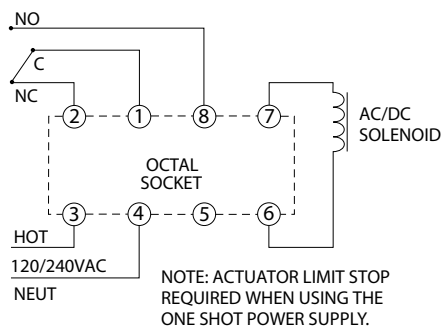 NO
C
NC
2 1 8 7
AC/DC
SOLENOID
OCTAL
SOCKET
3 4 5 6
HOT
120/240VAC
NEUT
NOTE: ACTUATOR LIMIT STOP
REQUIRED WHEN USING THE
ONE SHOT POWER SUPPLY.